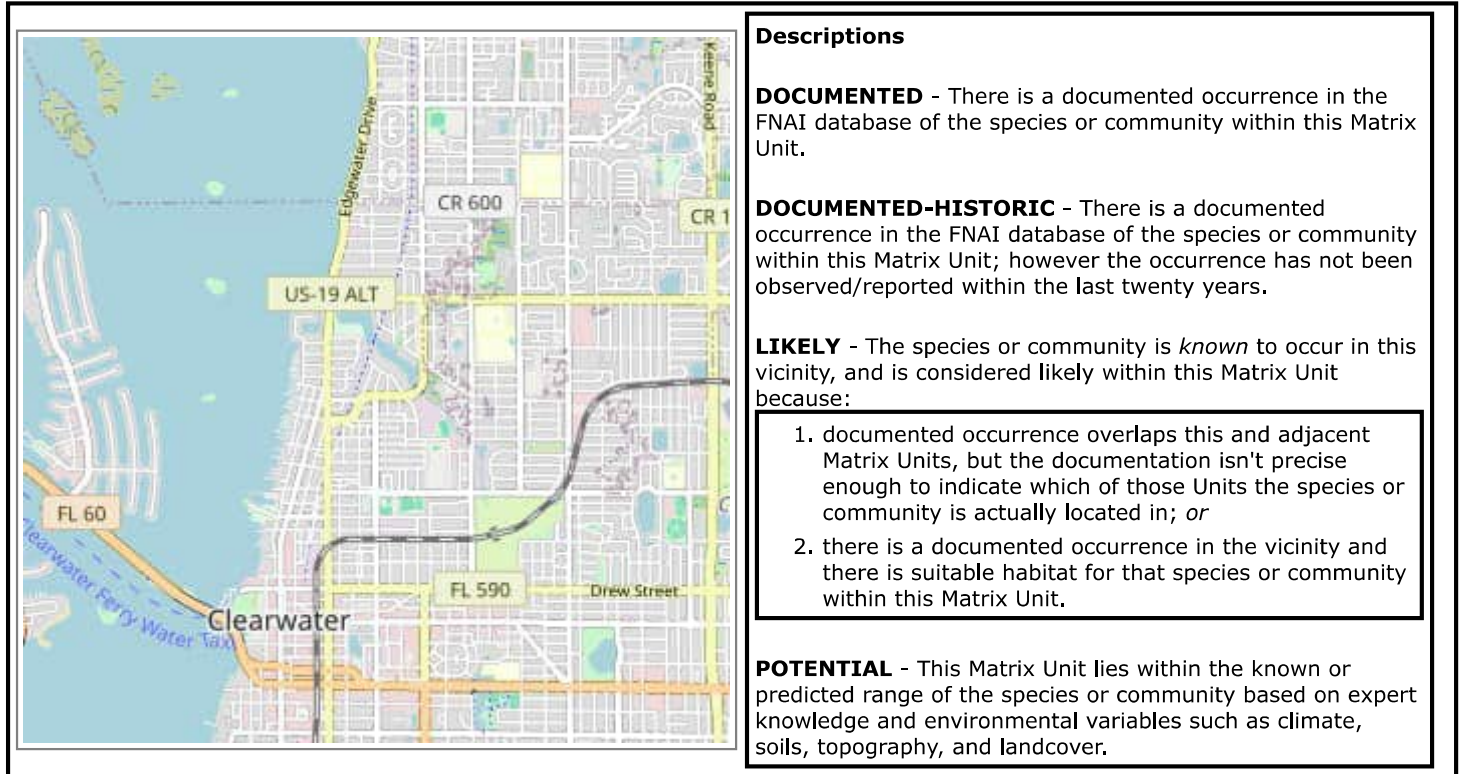 Keene Road
Edgewater Drive
CR 600
CR 1
US-19 ALT
FL 60
Clearwater Ferry Water Taxi
FL 590
Drew Street
Clearwater
Descriptions
DOCUMENTED - There is a documented occurrence in the
FNAI database of the species or community within this Matrix
Unit.
DOCUMENTED-HISTORIC - There is a documented
occurrence in the FNAI database of the species or community
within this Matrix Unit; however the occurrence has not been
observed/reported within the last twenty years.
LIKELY - The species or community is known to occur in this
vicinity, and is considered likely within this Matrix Unit
because:
1. documented occurrence overlaps this and adjacent
Matrix Units, but the documentation isn't precise
enough to indicate which of those Units the species or
community is actually located in; or
2. there is a documented occurrence in the vicinity and
there is suitable habitat for that species or community
within this Matrix Unit.
POTENTIAL - This Matrix Unit lies within the known or
predicted range of the species or community based on expert
knowledge and environmental variables such as climate,
soils, topography, and landcover.